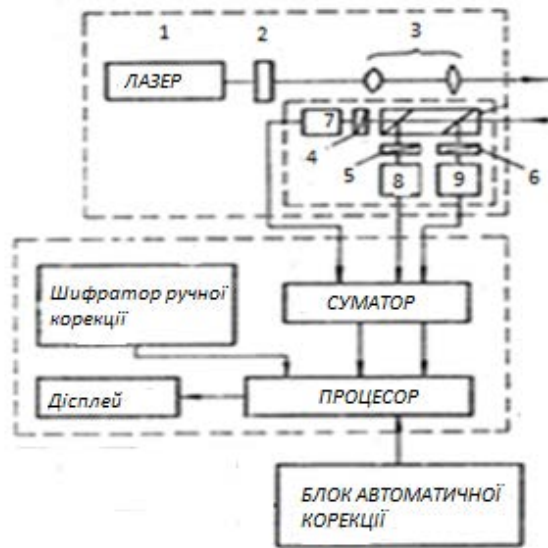 1 2 3
ЛАЗЕР
7
4
5 6
8 9
Шифратор ручної
корекції
СУМАТОР
Дісплей
ПРОЦЕСОР
БЛОК АВТОМАТИЧНОЇ
КОРЕКЦІЇ